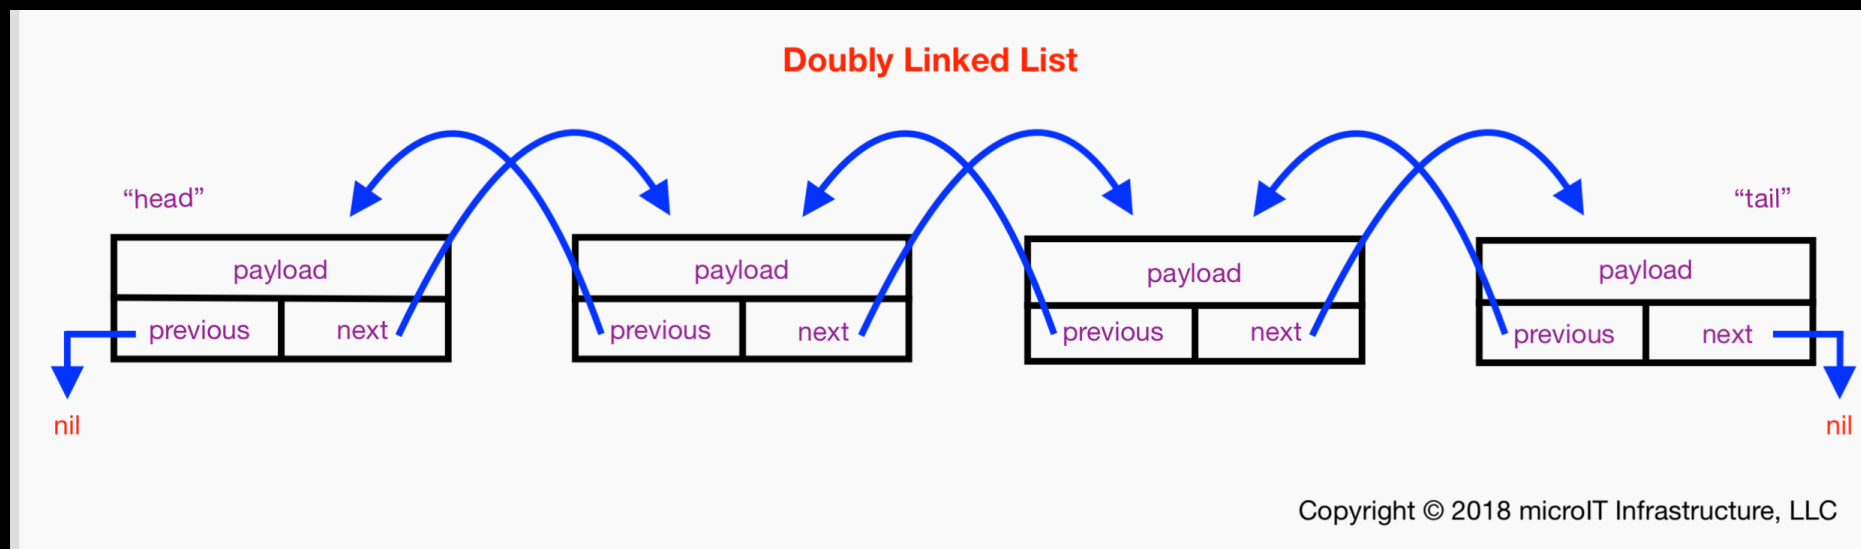 Doubly Linked List
“head”
“tail”
payload
payload
payload
payload
previous
next
previous
next
previous
next
previous
next
nil
nil
Copyright © 2018 microIT Infrastructure, LLC